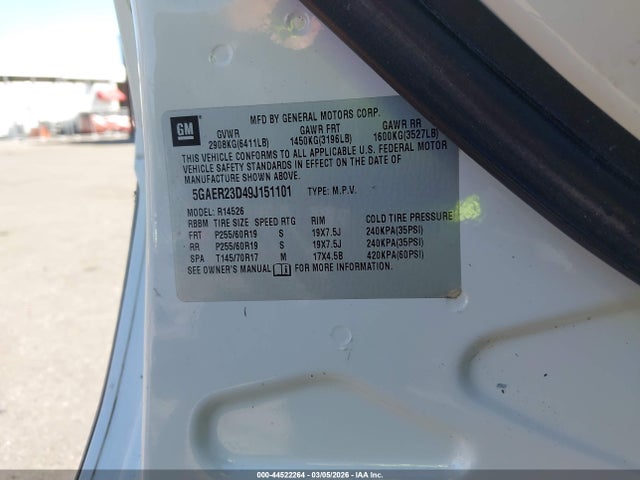 MFD BY GENERAL MOTORS CORP.
GM
GVWR GAWR FRT GAWR RR
2908KG(6411LB) 1450KG(3196LB) 1600KG(3527LB)
THIS VEHICLE CONFORMS TO ALL APPLICABLE U.S. FEDERAL MOTOR
VEHICLE SAFETY STANDARDS IN EFFECT ON THE DATE OF
MANUFACTURE SHOWN ABOVE.
5GAER23D49J151101 TYPE: M.P.V.
MODEL: R14526
RBBM TIRE SIZE SPEED RTG RIM COLD TIRE PRESSURE
FRT P255/60R19 S 19X7.5J 240KPA(35PSI)
RR P255/60R19 S 19X7.5J 240KPA(35PSI)
SPA T145/70R17 M 17X4.5B 420KPA(60PSI)
SEE OWNER'S MANUAL FOR MORE INFORMATION.
000-44522264 - 03/05/2026 - IAA Inc.